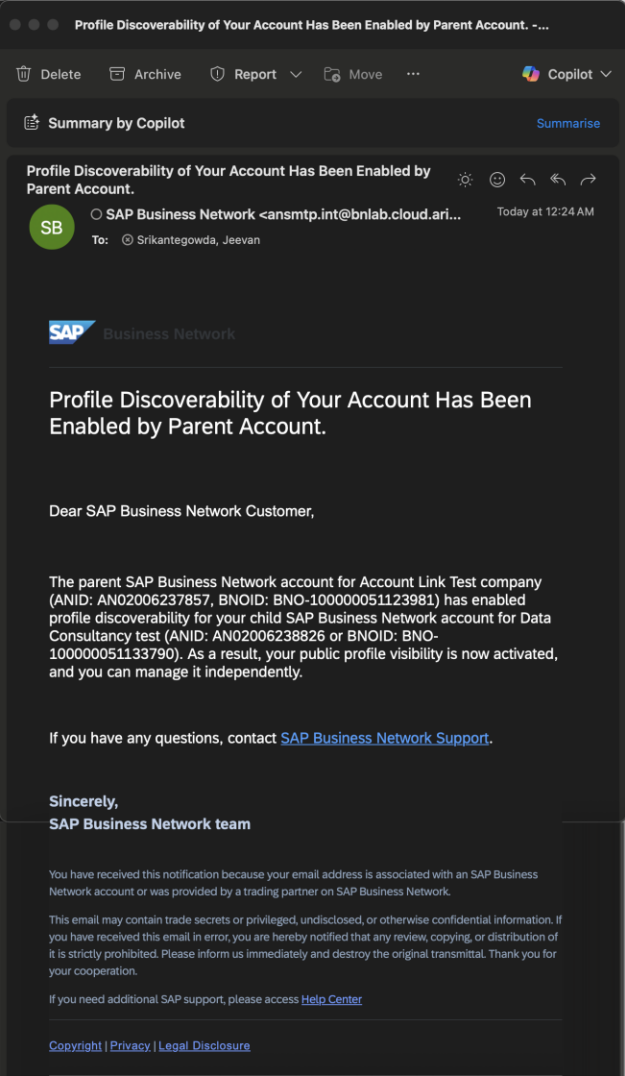 Profile Discoverability of Your Account Has Been Enabled by Parent Account. -...
Delete
Archive
Report
Move
...
Copilot
Summary by Copilot
Summarise
Profile Discoverability of Your Account Has Been Enabled by
Parent Account.
SB
SAP Business Network <ansmtp.int@bnlab.cloud.ari...
Today at 12:24 AM
To: Srikantegowda, Jeevan
SAP Business Network
Profile Discoverability of Your Account Has Been
Enabled by Parent Account.
Dear SAP Business Network Customer,
The parent SAP Business Network account for Account Link Test company
(ANID: AN02006237857, BNOID: BNO-100000051123981) has enabled
profile discoverability for your child SAP Business Network account for Data
Consultancy test (ANID: AN02006238826 or BNOID: BNO-
100000051133790). As a result, your public profile visibility is now activated,
and you can manage it independently.
If you have any questions, contact SAP Business Network Support.
Sincerely,
SAP Business Network team
You have received this notification because your email address is associated with an SAP Business
Network account or was provided by a trading partner on SAP Business Network.
This email may contain trade secrets or privileged, undisclosed, or otherwise confidential information. If
you have received this email in error, you are hereby notified that any review, copying, or distribution of
it is strictly prohibited. Please inform us immediately and destroy the original transmittal. Thank you for
your cooperation.
If you need additional SAP support, please access Help Center
Copyright | Privacy | Legal Disclosure